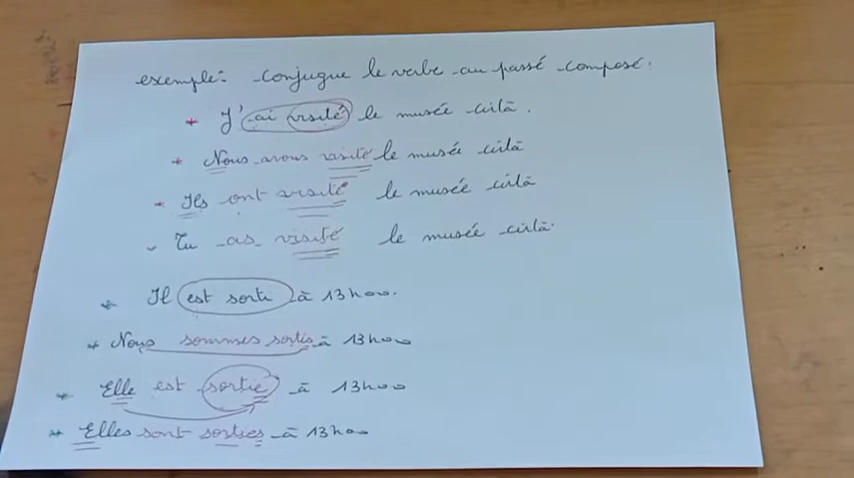 exemple: conjugue le verbe au passé composé:
* J'ai visité le musée cirta.
* Nous avons visité le musée cirta
* Ils ont visité le musée cirta
- Tu as visité le musée cirta.
* Il est sorti à 13h00.
* Nous sommes sortis à 13h00
* Elle est sortie à 13h00
* Elles sont sorties à 13h00